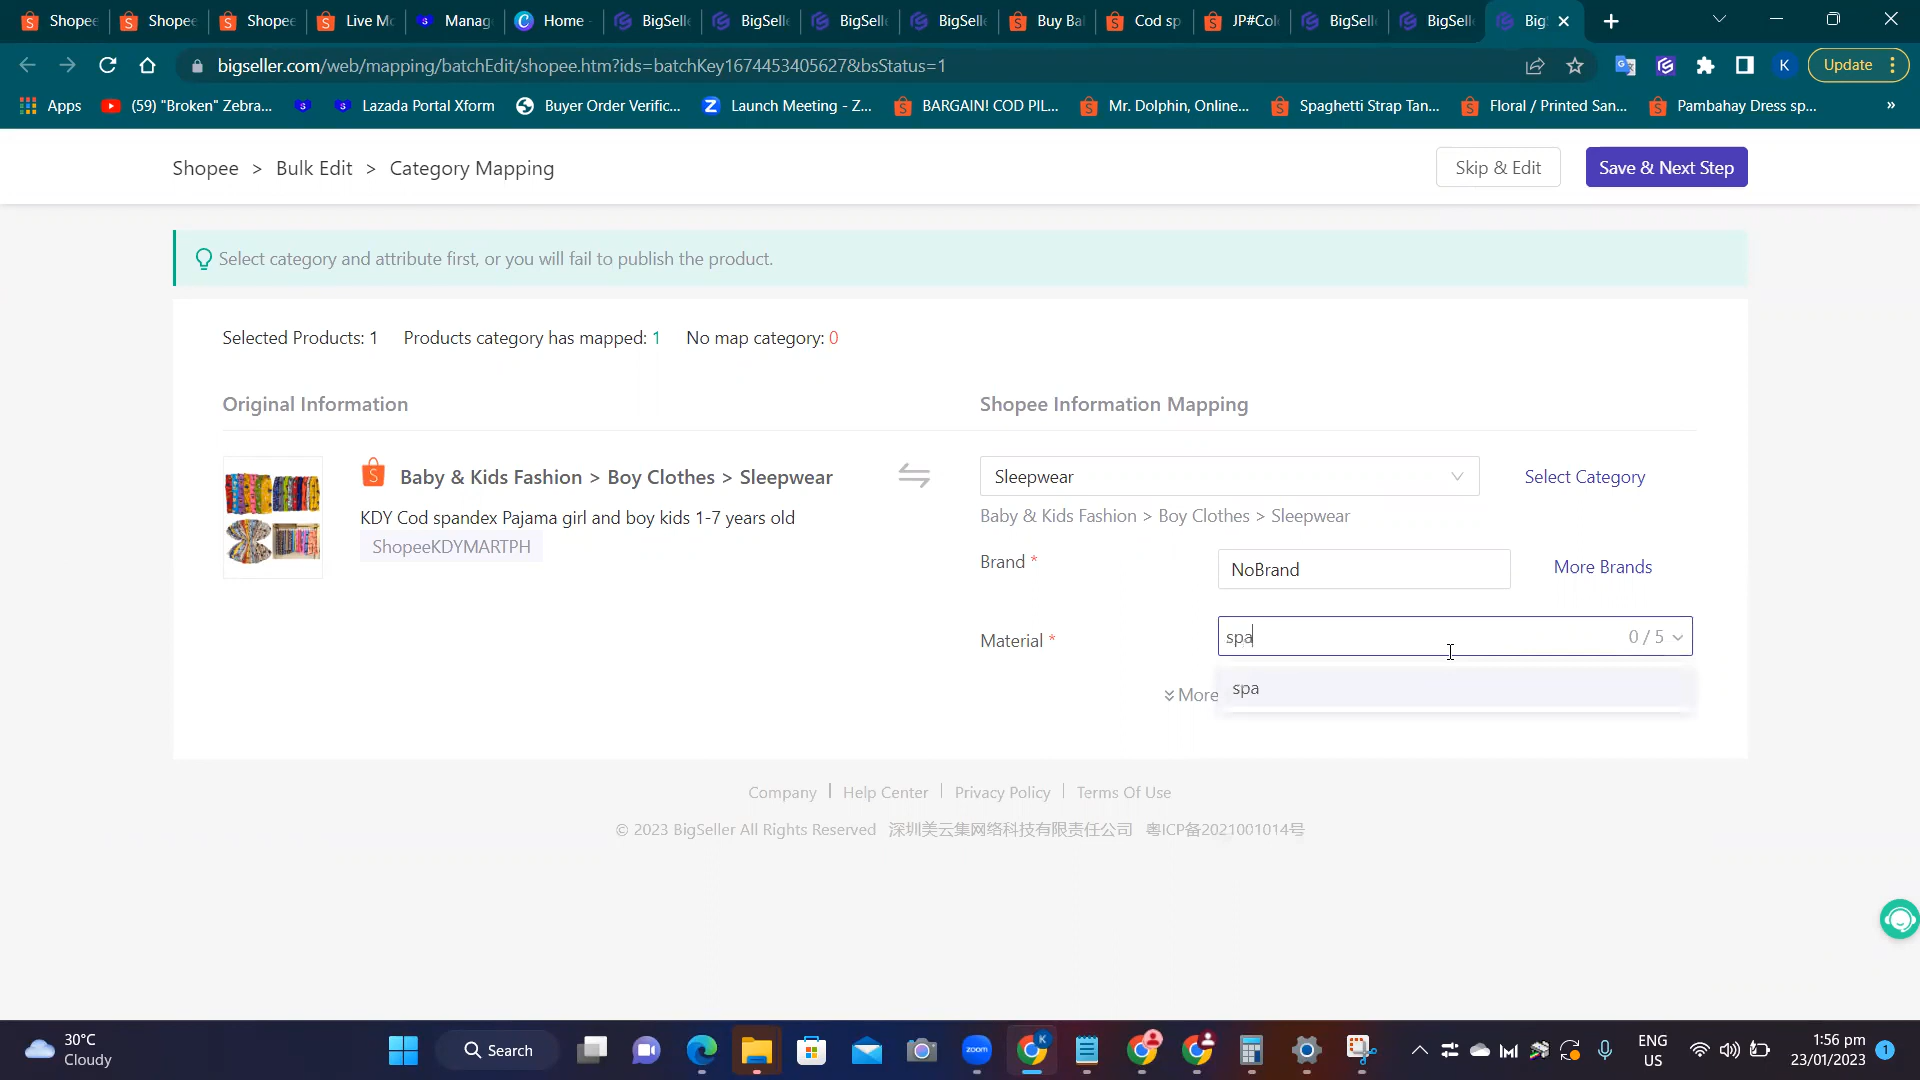 Shopee
Shope
Shopee
Live M
Manag
Home
BigSelle
BigSelle
BigSelle
BigSelle
Buy Ba
Cod sp
JP#Col
BigSelle
BigSelle
Big
bigseller.com/web/mapping/batchEdit/shopee.htm?ids=batchKey1674453405627&bsStatus=1
K
Update
Apps
(59) "Broken" Zebra...
Lazada Portal Xform
Buyer Order Verific...
Launch Meeting - Z...
BARGAIN! COD PIL...
Mr. Dolphin, Online...
Spaghetti Strap Tan...
Floral / Printed San...
Pambahay Dress sp...
»
Shopee > Bulk Edit > Category Mapping
Skip & Edit
Save & Next Step
Select category and attribute first, or you will fail to publish the product.
Selected Products: 1 Products category has mapped: 1 No map category: 0
Original Information
Shopee Information Mapping
Baby & Kids Fashion > Boy Clothes > Sleepwear
KDY Cod spandex Pajama girl and boy kids 1-7 years old
ShopeeKDYMARTPH
Sleepwear
Select Category
Baby & Kids Fashion > Boy Clothes > Sleepwear
Brand *
NoBrand
More Brands
Material *
spa
0 / 5
spa
More
Company | Help Center | Privacy Policy | Terms Of Use
© 2023 BigSeller All Rights Reserved 深圳美云集网络科技有限责任公司 粤ICP备2021001014号
30°C
Cloudy
Search
zoom
K
ENG
US
1:56 pm
23/01/2023
1